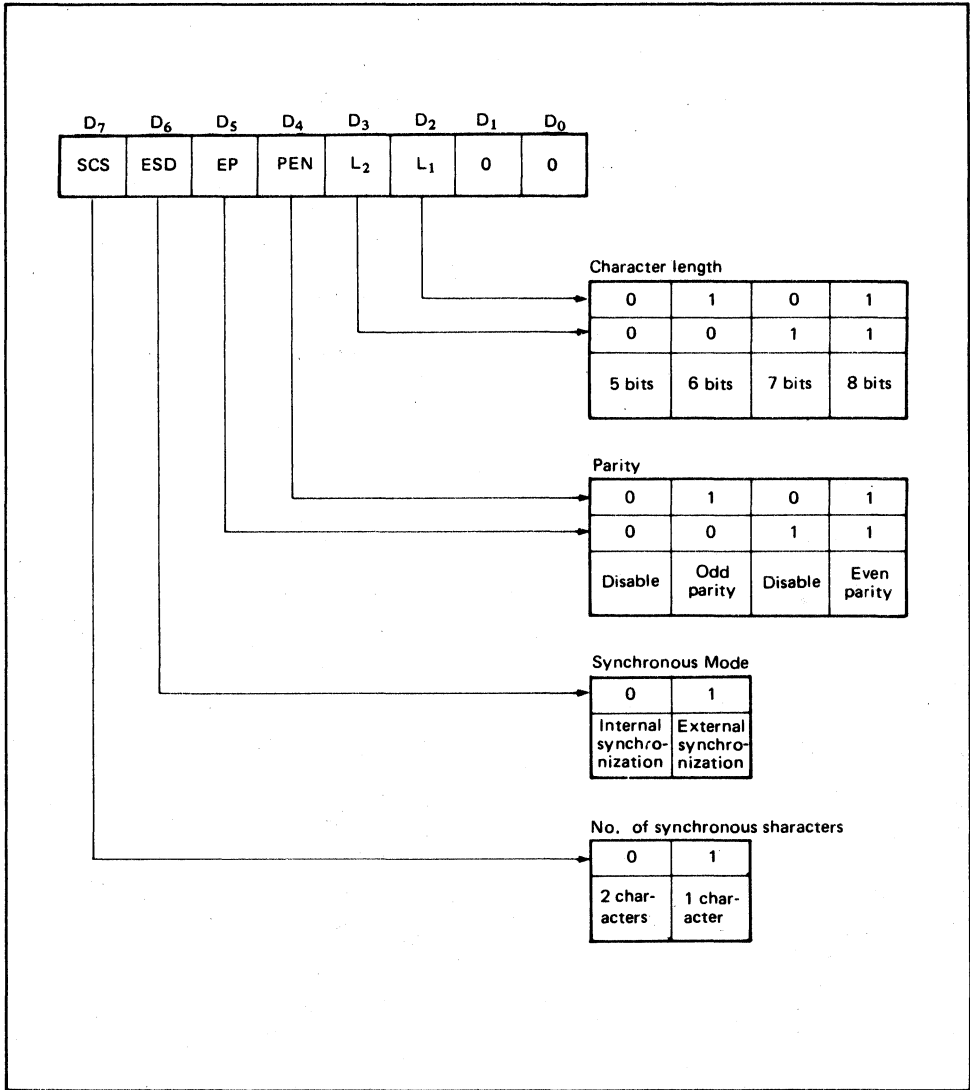 D7 D6 D5 D4 D3 D2 D1 D0
SCS ESD EP PEN L2 L1 0 0
Character length
0 1 0 1
0 0 1 1
5 bits 6 bits 7 bits 8 bits
Parity
0 1 0 1
0 0 1 1
Disable Odd parity Disable Even parity
Synchronous Mode
0 1
Internal synchro-nization External synchro-nization
No. of synchronous sharacters
0 1
2 char-acters 1 char-acter